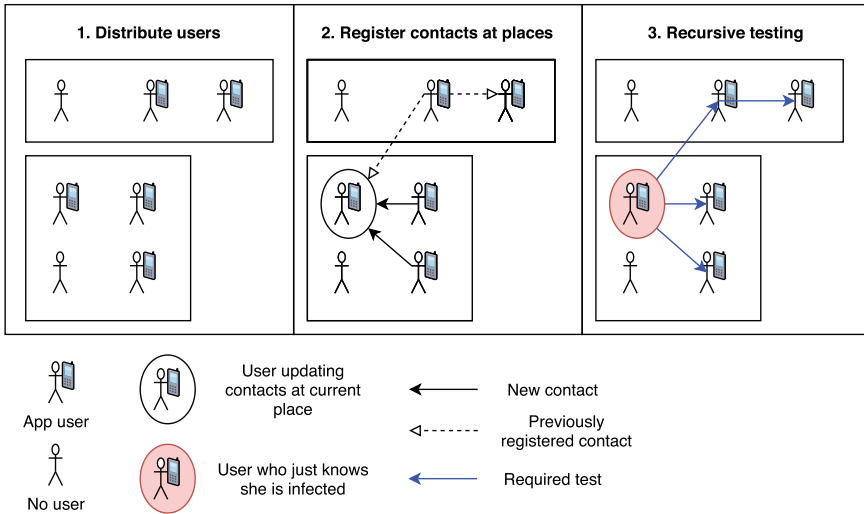 1. Distribute users
2. Register contacts at places
3. Recursive testing
App user
User updating
contacts at current
place
New contact
Previously
registered contact
No user
User who just knows
she is infected
Required test